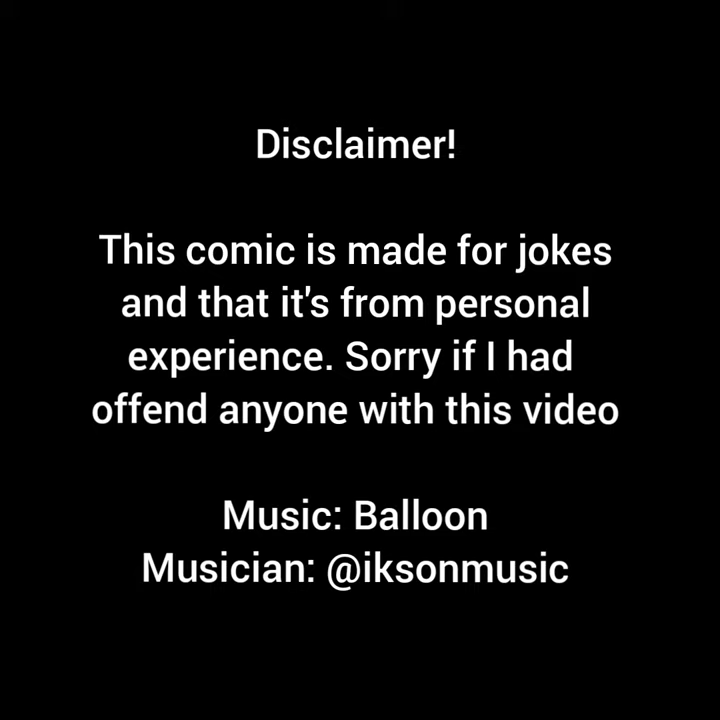 Disclaimer!
This comic is made for jokes
and that it's from personal
experience. Sorry if I had
offend anyone with this video
Music: Balloon
Musician: @iksonmusic